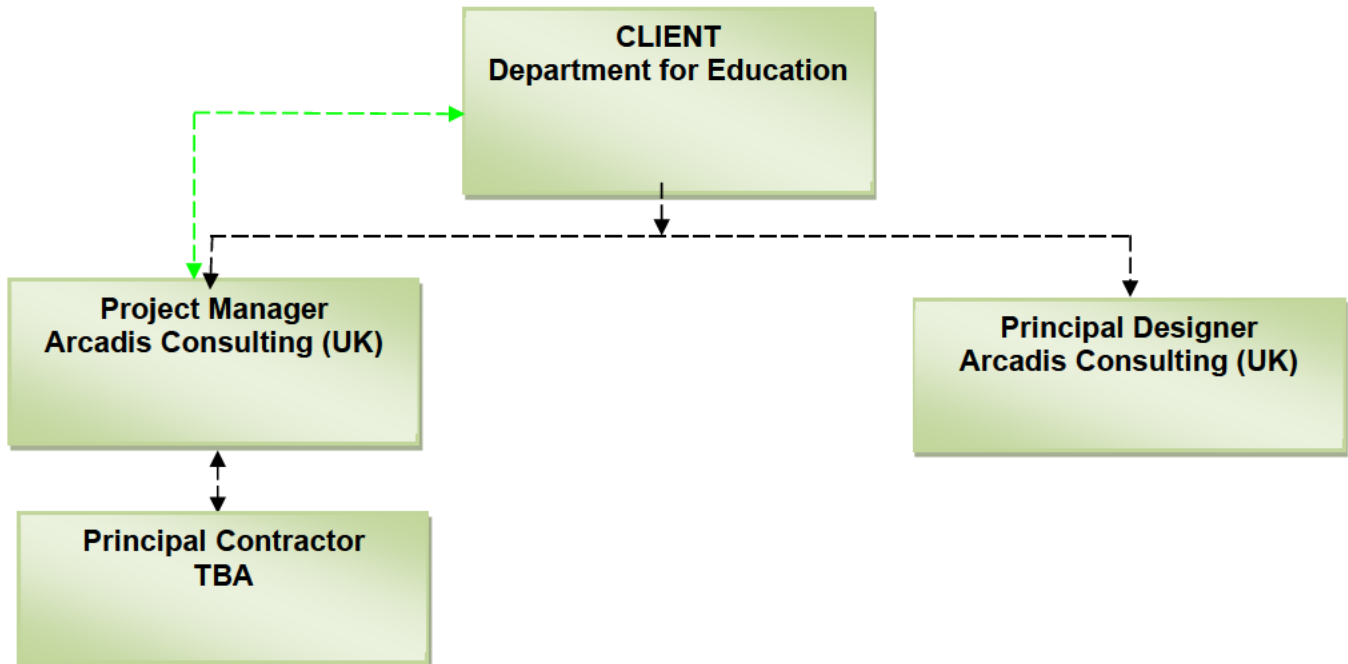 CLIENT
Department for Education
Project Manager
Arcadis Consulting (UK)
Principal Designer
Arcadis Consulting (UK)
Principal Contractor
TBA